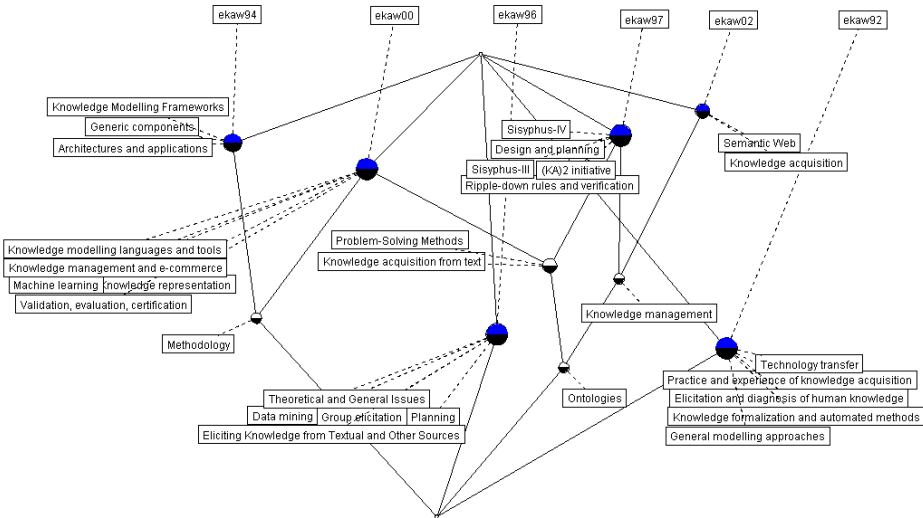 ekaw94
ekaw00
ekaw96
ekaw97
ekaw02
ekaw92
Knowledge Modelling Frameworks
Generic components
Architectures and applications
Sisyphus-IV
Design and planning
Sisyphus-III
(KA)2 initiative
Ripple-down rules and verification
Semantic Web
Knowledge acquisition
Knowledge modelling languages and tools
Knowledge management and e-commerce
Machine learning
Knowledge representation
Validation, evaluation, certification
Problem-Solving Methods
Knowledge acquisition from text
Knowledge management
Methodology
Technology transfer
Practice and experience of knowledge acquisition
Elicitation and diagnosis of human knowledge
Knowledge formalization and automated methods
General modelling approaches
Theoretical and General Issues
Data mining
Group elicitation
Planning
Eliciting Knowledge from Textual and Other Sources
Ontologies